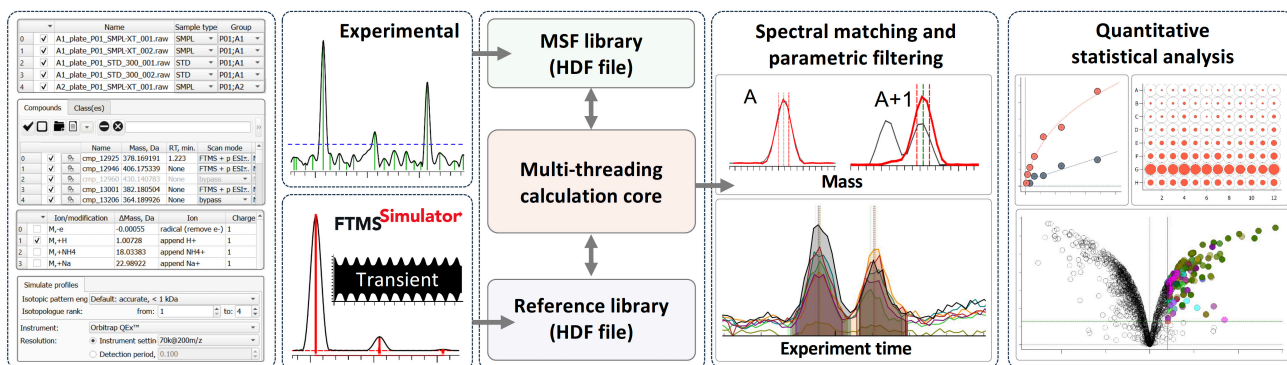 Name Sample type Group
0 A1_plate_P01_SMPL-XT_001.raw SMPL P01;A1
1 A1_plate_P01_SMPL-XT_002.raw SMPL P01;A1
2 A1_plate_P01_STD_300_001.raw STD P01;A1
3 A1_plate_P01_STD_300_002.raw STD P01;A1
4 A2_plate_P01_SMPL-XT_001.raw SMPL P01;A2
Compounds Class(es)
Name Mass, Da RT, min. Scan mode
0 cmp_12925 378.169191 1.223 FTMS + p ESI...
1 cmp_12946 406.175339 None FTMS + p ESI...
2 cmp_12960 430.140783 None bypass
3 cmp_13001 382.180504 None FTMS + p ESI...
4 cmp_13206 364.189926 None bypass
Ion/modification ΔMass, Da Ion Charge
0 M,-e -0.00055 radical (remove e-) 1
1 M,+H 1.00728 append H+ 1
2 M,+NH4 18.03383 append NH4+ 1
3 M,+Na 22.98922 append Na+ 1
Simulate profiles
Isotopic pattern eng Default: accurate, < 1 kDa
Isotopologue rank: from: 1 to: 4
Instrument: Orbitrap QEx™
Resolution: Instrument settin 70k@200m/z
Detection period, 0.100
Experimental
FTMS Simulator
Transient
MSF library
(HDF file)
Multi-threading
calculation core
Reference library
(HDF file)
Spectral matching and
parametric filtering
A A+1
Mass
Experiment time
Quantitative
statistical analysis
A
B
C
D
E
F
G
H
2 4 6 8 10 12